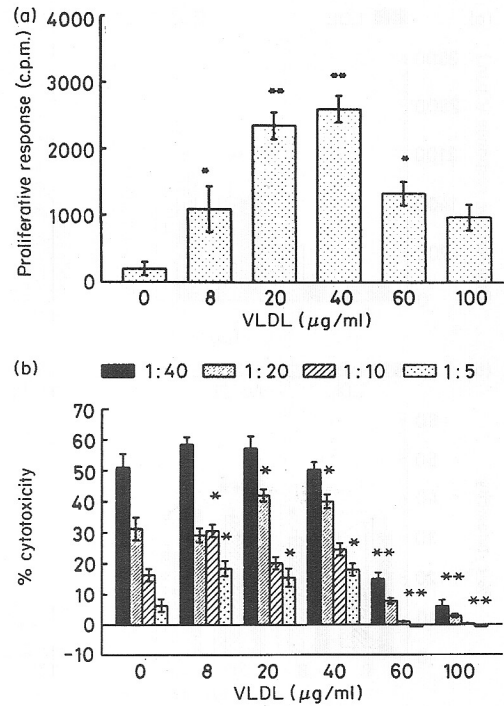 (a)
Proliferative response (c.p.m.)
4000
3000
2000
1000
0
* ** ** *
0 8 20 40 60 100
VLDL (μg/ml)
(b)
1:40 1:20 1:10 1:5
% cytotoxicity
70
60
50
40
30
20
10
0
-10
* * * * * * ** ** ** **
0 8 20 40 60 100
VLDL (μg/ml)